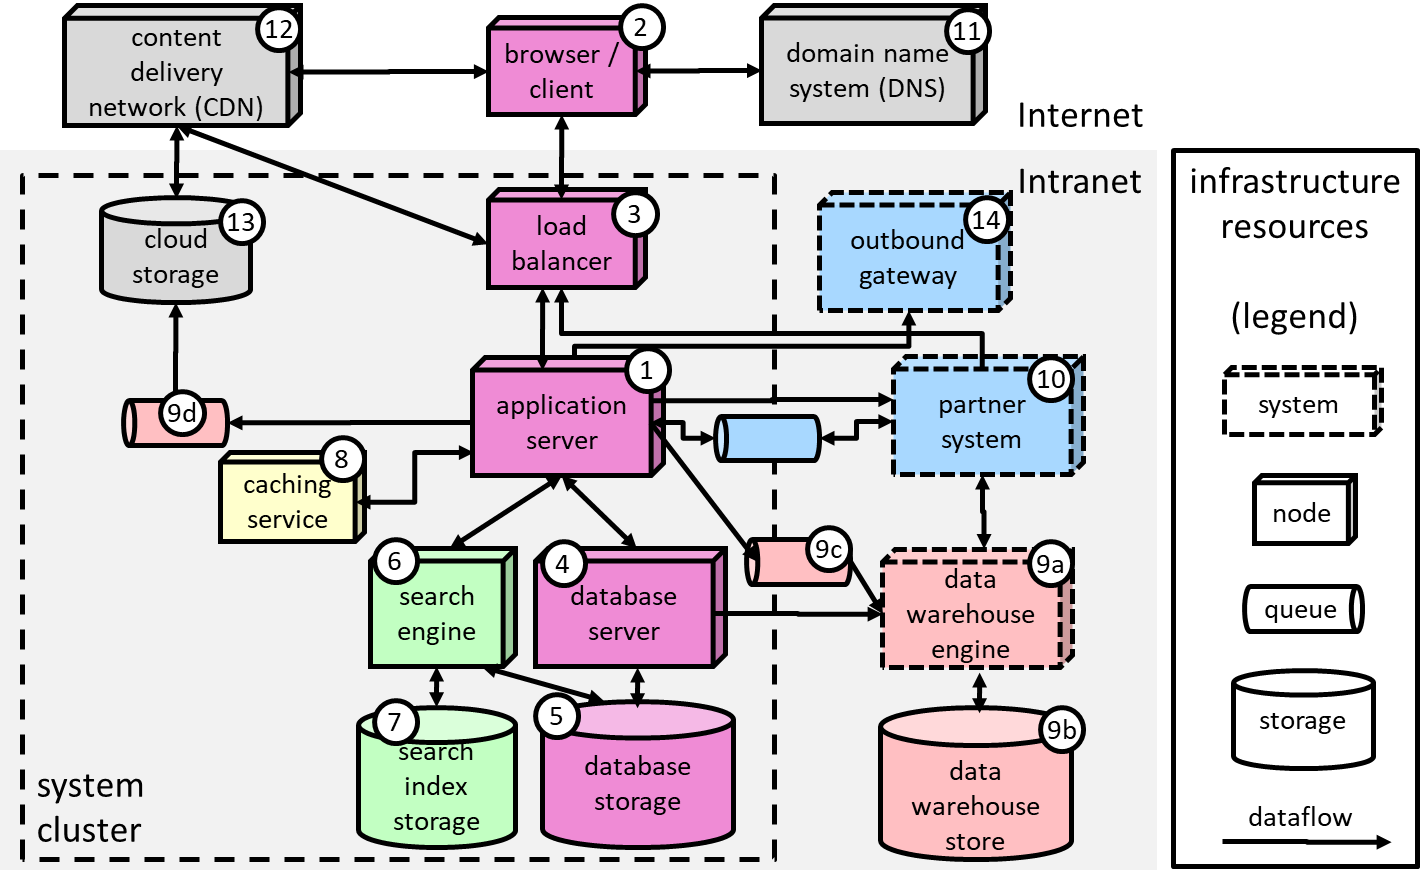 12
content
delivery
network (CDN)
2
browser /
client
11
domain name
system (DNS)
Internet
Intranet
13
cloud
storage
3
load
balancer
14
outbound
gateway
9d
1
application
server
10
partner
system
8
caching
service
6
search
engine
4
database
server
9c
9a
data
warehouse
engine
7
search
index
storage
5
database
storage
9b
data
warehouse
store
system
cluster
infrastructure
resources
(legend)
system
node
queue
storage
dataflow